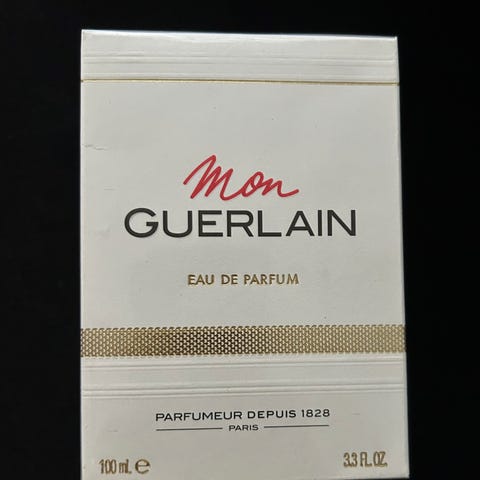 Mon
GUERLAIN
EAU DE PARFUM
PARFUMEUR DEPUIS 1828
PARIS
100 mL ℮ 3.3 FL.OZ.